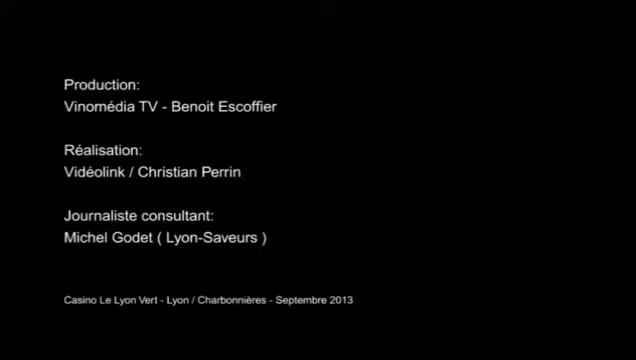 Production:
Vinomédia TV - Benoit Escoffier
Réalisation:
Vidéolink / Christian Perrin
Journaliste consultant:
Michel Godet ( Lyon-Saveurs )
Casino Le Lyon Vert - Lyon / Charbonnières - Septembre 2013